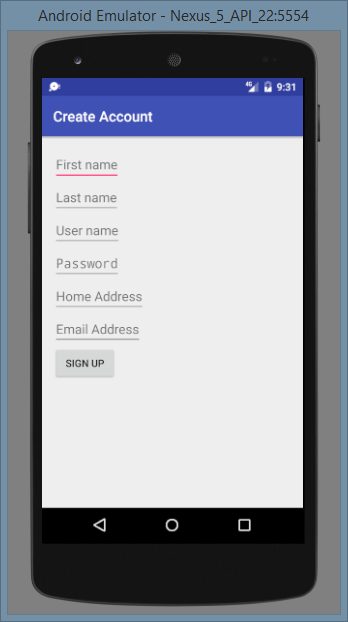 Android Emulator - Nexus_5_API_22:5554
4G 9:31
Create Account
First name
Last name
User name
Password
Home Address
Email Address
SIGN UP